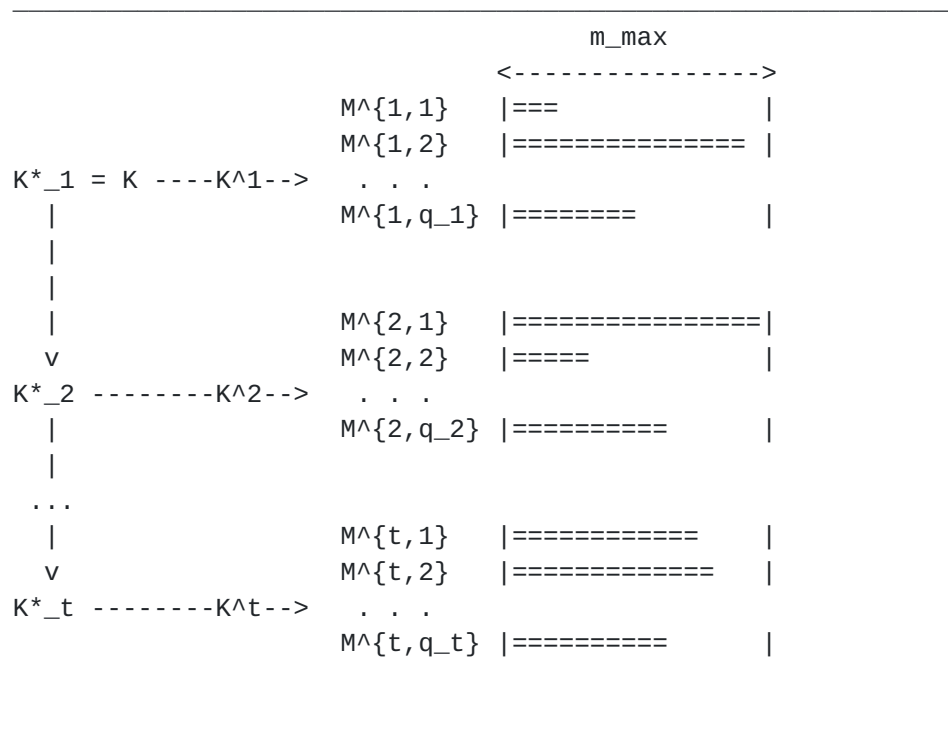 m_max
<---------------->
M^{1,1} |=== |
M^{1,2} |=============== |
K*_1 = K ----K^1--> . . .
| M^{1,q_1} |======== |
|
|
| M^{2,1} |================|
v M^{2,2} |===== |
K*_2 --------K^2--> . . .
| M^{2,q_2} |========== |
|
...
| M^{t,1} |============ |
v M^{t,2} |============= |
K*_t --------K^t--> . . .
M^{t,q_t} |========== |